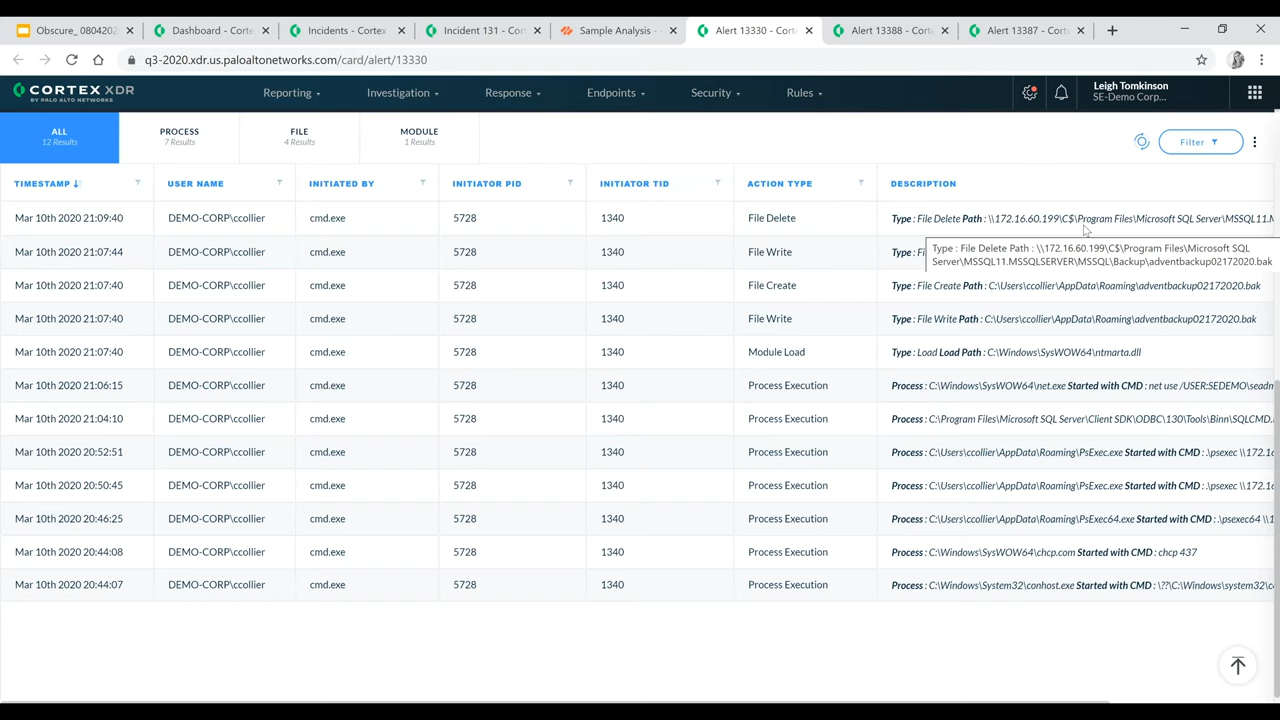 Obscure_ 0804202
Dashboard - Corte
Incidents - Cortex
Incident 131 - Cort
Sample Analysis -
Alert 13330 - Co
Alert 13388 - Co
Alert 13387 - Cort
q3-2020.xdr.us.paloaltonetworks.com/card/alert/13330
CORTEX XDR
BY PALO ALTO NETWORKS
Reporting
Investigation
Response
Endpoints
Security
Rules
Leigh Tomkinson
SE-Demo Corp...
ALL
12 Results
PROCESS
7 Results
FILE
4 Results
MODULE
1 Results
Filter
TIMESTAMP USER NAME INITIATED BY INITIATOR PID INITIATOR TID ACTION TYPE DESCRIPTION
Mar 10th 2020 21:09:40 DEMO-CORP\ccollier cmd.exe 5728 1340 File Delete Type : File Delete Path : \\172.16.60.199\C$\Program Files\Microsoft SQL Server\MSSQL11.M
Mar 10th 2020 21:07:44 DEMO-CORP\ccollier cmd.exe 5728 1340 File Write Type : Fi
Type : File Delete Path : \\172.16.60.199\C$\Program Files\Microsoft SQL
Server\MSSQL11.MSSQLSERVER\MSSQL\Backup\adventbackup02172020.bak
Mar 10th 2020 21:07:40 DEMO-CORP\ccollier cmd.exe 5728 1340 File Create Type : File Create Path : C:\Users\ccollier\AppData\Roaming\adventbackup02172020.bak
Mar 10th 2020 21:07:40 DEMO-CORP\ccollier cmd.exe 5728 1340 File Write Type : File Write Path : C:\Users\ccollier\AppData\Roaming\adventbackup02172020.bak
Mar 10th 2020 21:07:40 DEMO-CORP\ccollier cmd.exe 5728 1340 Module Load Type : Load Load Path : C:\Windows\SysWOW64\ntmarta.dll
Mar 10th 2020 21:06:15 DEMO-CORP\ccollier cmd.exe 5728 1340 Process Execution Process : C:\Windows\SysWOW64\net.exe Started with CMD : net use /USER:SEDEMO\seadm
Mar 10th 2020 21:04:10 DEMO-CORP\ccollier cmd.exe 5728 1340 Process Execution Process : C:\Program Files\Microsoft SQL Server\Client SDK\ODBC\130\Tools\Binn\SQLCMD.
Mar 10th 2020 20:52:51 DEMO-CORP\ccollier cmd.exe 5728 1340 Process Execution Process : C:\Users\ccollier\AppData\Roaming\PsExec.exe Started with CMD : .\psexec \\172.16
Mar 10th 2020 20:50:45 DEMO-CORP\ccollier cmd.exe 5728 1340 Process Execution Process : C:\Users\ccollier\AppData\Roaming\PsExec.exe Started with CMD : .\psexec \\172.16
Mar 10th 2020 20:46:25 DEMO-CORP\ccollier cmd.exe 5728 1340 Process Execution Process : C:\Users\ccollier\AppData\Roaming\PsExec64.exe Started with CMD : .\psexec64 \\1
Mar 10th 2020 20:44:08 DEMO-CORP\ccollier cmd.exe 5728 1340 Process Execution Process : C:\Windows\SysWOW64\chcp.com Started with CMD : chcp 437
Mar 10th 2020 20:44:07 DEMO-CORP\ccollier cmd.exe 5728 1340 Process Execution Process : C:\Windows\System32\conhost.exe Started with CMD : \??\C:\Windows\system32\c